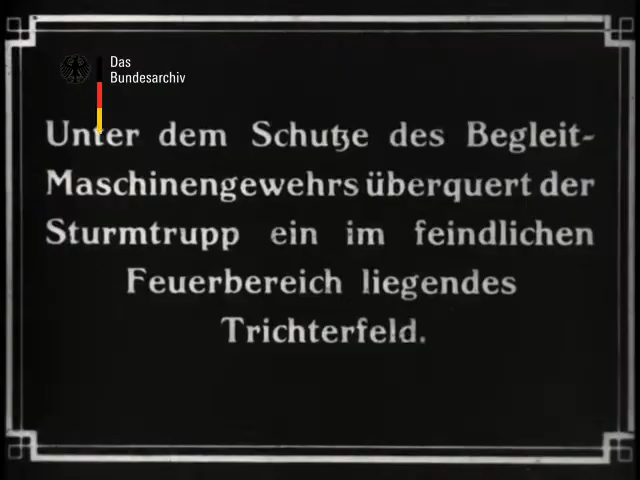 Das
Bundesarchiv
Unter dem Schutze des Begleit-
Maschinengewehrs überquert der
Sturmtrupp ein im feindlichen
Feuerbereich liegendes
Trichterfeld.